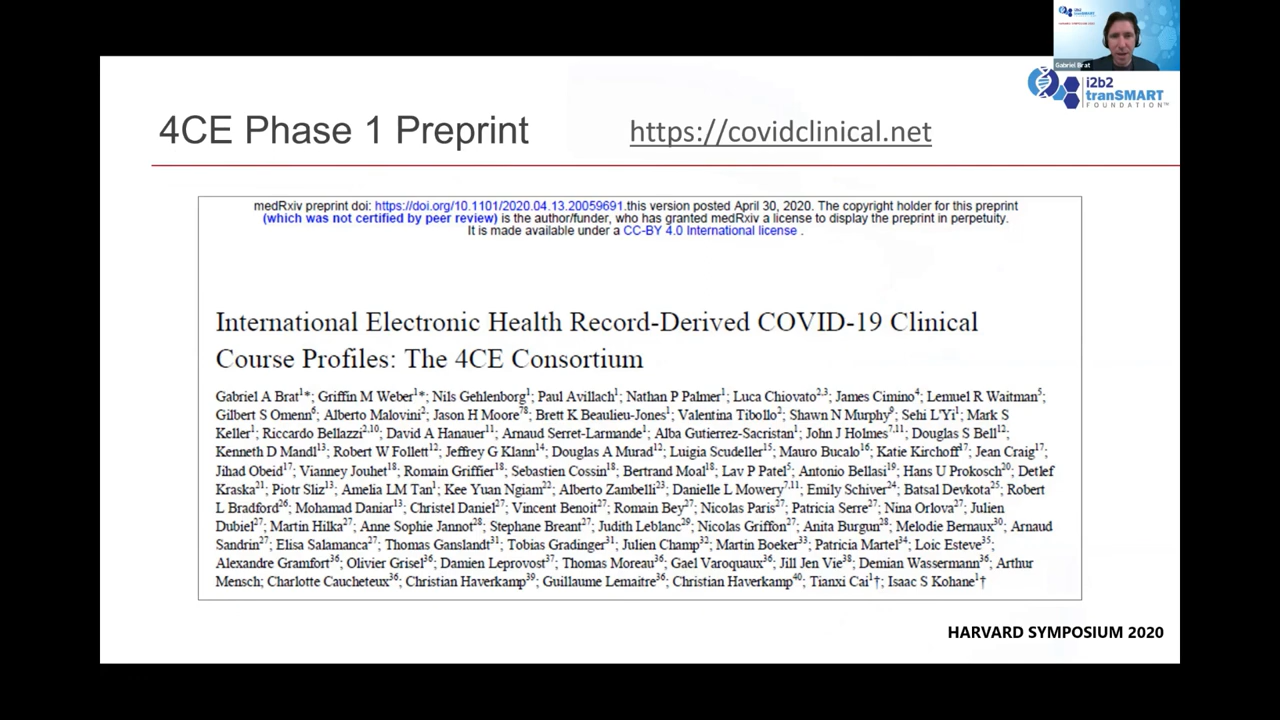 Gabriel Brat
i2b2
tranSMART
FOUNDATION™
4CE Phase 1 Preprint
https://covidclinical.net
medRxiv preprint doi: https://doi.org/10.1101/2020.04.13.20059691.this version posted April 30, 2020. The copyright holder for this preprint
(which was not certified by peer review) is the author/funder, who has granted medRxiv a license to display the preprint in perpetuity.
It is made available under a CC-BY 4.0 International license .
International Electronic Health Record-Derived COVID-19 Clinical
Course Profiles: The 4CE Consortium
Gabriel A Brat1*; Griffin M Weber1*; Nils Gehlenborg1; Paul Avillach1; Nathan P Palmer1; Luca Chiovato2,3; James Cimino4; Lemuel R Waitman5;
Gilbert S Omenn6; Alberto Malovini2; Jason H Moore78; Brett K Beaulieu-Jones1; Valentina Tibollo2; Shawn N Murphy9; Sehi L'Yi1; Mark S
Keller1; Riccardo Bellazzi2,10; David A Hanauer11; Arnaud Serret-Larmande1; Alba Gutierrez-Sacristan1; John J Holmes7,11; Douglas S Bell12;
Kenneth D Mandl13; Robert W Follett12; Jeffrey G Klann14; Douglas A Murad12; Luigia Scudeller15; Mauro Bucalo16; Katie Kirchoff17; Jean Craig17;
Jihad Obeid17; Vianney Jouhet18; Romain Griffier18; Sebastien Cossin18; Bertrand Moal18; Lav P Patel5; Antonio Bellasi19; Hans U Prokosch20; Detlef
Kraska21; Piotr Sliz13; Amelia LM Tan1; Kee Yuan Ngiam22; Alberto Zambelli23; Danielle L Mowery7,11; Emily Schiver24; Batsal Devkota25; Robert
L Bradford26; Mohamad Daniar13; Christel Daniel27; Vincent Benoit27; Romain Bey27; Nicolas Paris27; Patricia Serre27; Nina Orlova27; Julien
Dubiel27; Martin Hilka27; Anne Sophie Jannot28; Stephane Breant27; Judith Leblanc29; Nicolas Griffon27; Anita Burgun28; Melodie Bernaux30; Arnaud
Sandrin27; Elisa Salamanca27; Thomas Ganslandt31; Tobias Gradinger31; Julien Champ32; Martin Boeker33; Patricia Martel34; Loic Esteve35;
Alexandre Gramfort36; Olivier Grisel36; Damien Leprovost37; Thomas Moreau36; Gael Varoquaux36; Jill Jen Vie38; Demian Wassermann36; Arthur
Mensch; Charlotte Caucheteux36; Christian Haverkamp39; Guillaume Lemaitre36; Christian Haverkamp40; Tianxi Cai1†; Isaac S Kohane1†
HARVARD SYMPOSIUM 2020